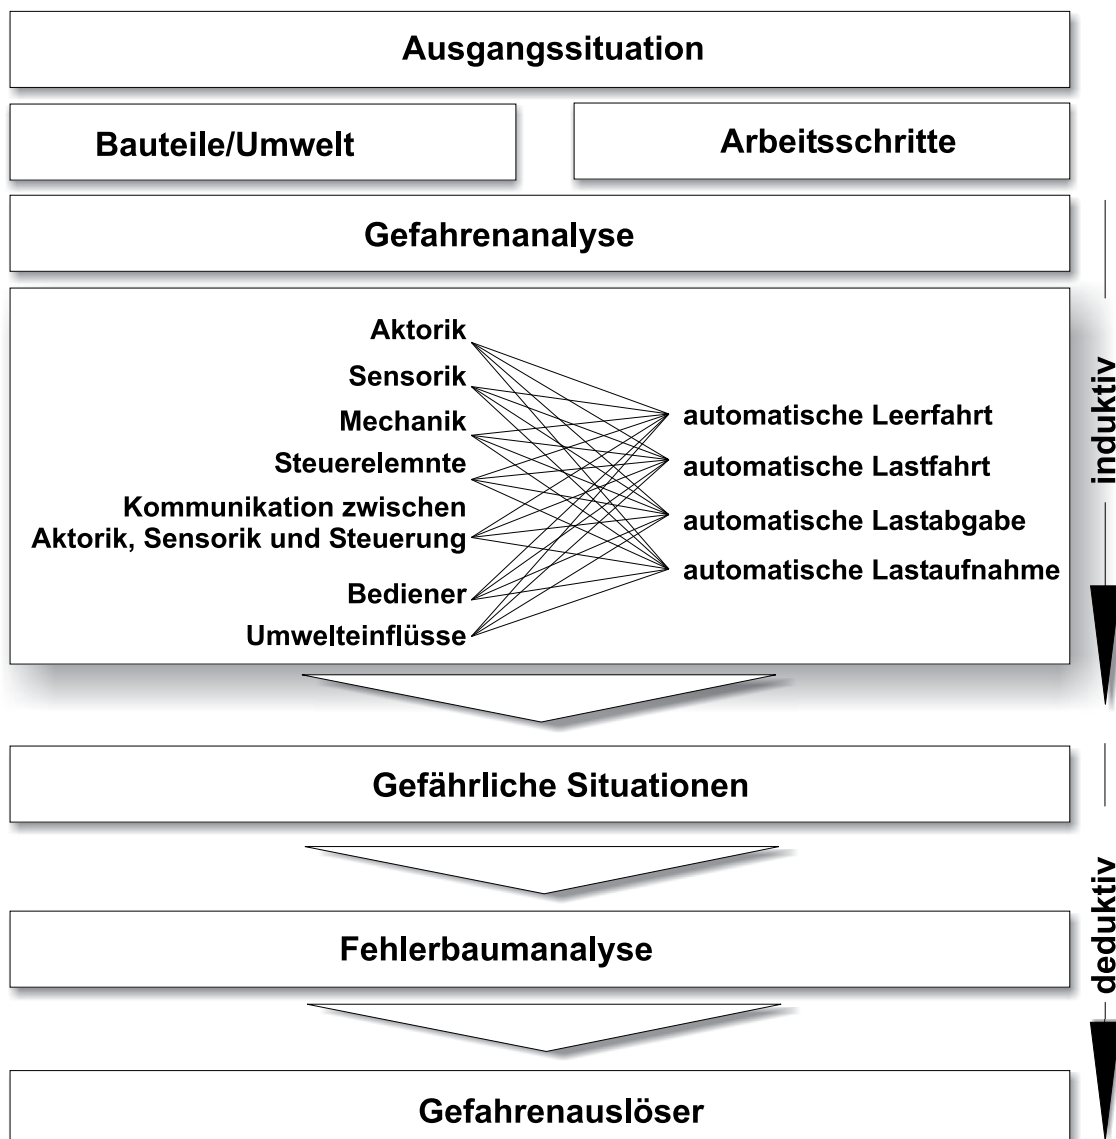 Ausgangssituation
Bauteile/Umwelt
Arbeitsschritte
Gefahrenanalyse
Aktorik
Sensorik
Mechanik
Steuerelemnte
Kommunikation zwischen
Aktorik, Sensorik und Steuerung
Bediener
Umwelteinflüsse
automatische Leerfahrt
automatische Lastfahrt
automatische Lastabgabe
automatische Lastaufnahme
induktiv
Gefährliche Situationen
Fehlerbaumanalyse
Gefahrenauslöser
deduktiv